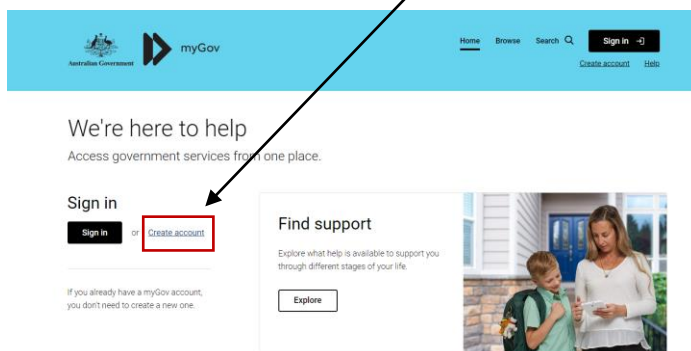 Australian Government
myGov
Home Browse Search Sign in
Create account Help
We're here to help
Access government services from one place.
Sign in
Sign in or Create account
If you already have a myGov account,
you don't need to create a new one.
Find support
Explore what help is available to support you
through different stages of your life.
Explore